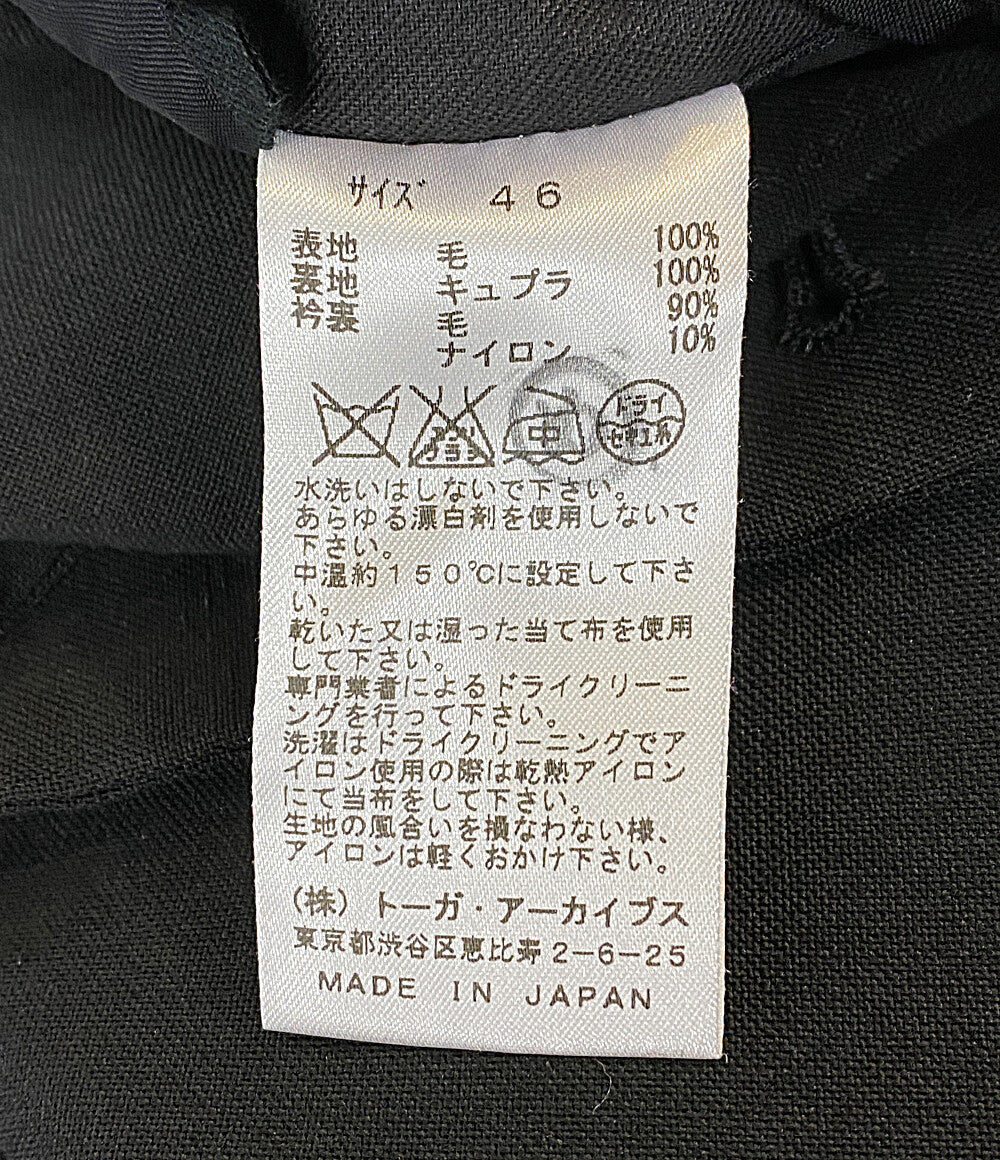 サイズ 46
表地 毛 100%
裏地 キュプラ 100%
衿裏 毛 90%
ナイロン 10%
エンソ サラシ 中 ドライ セキユ系
水洗いはしないで下さい。
あらゆる漂白剤を使用しないで
下さい。
中温約150℃に設定して下さ
い。
乾いた又は湿った当て布を使用
して下さい。
専門業者によるドライクリーニ
ングを行って下さい。
洗濯はドライクリーニングでア
イロン使用の際は乾熱アイロン
にて当布をして下さい。
生地の風合いを損なわない様、
アイロンは軽くおかけ下さい。
(株)トーガ・アーカイブス
東京都渋谷区恵比寿2-6-25
MADE IN JAPAN